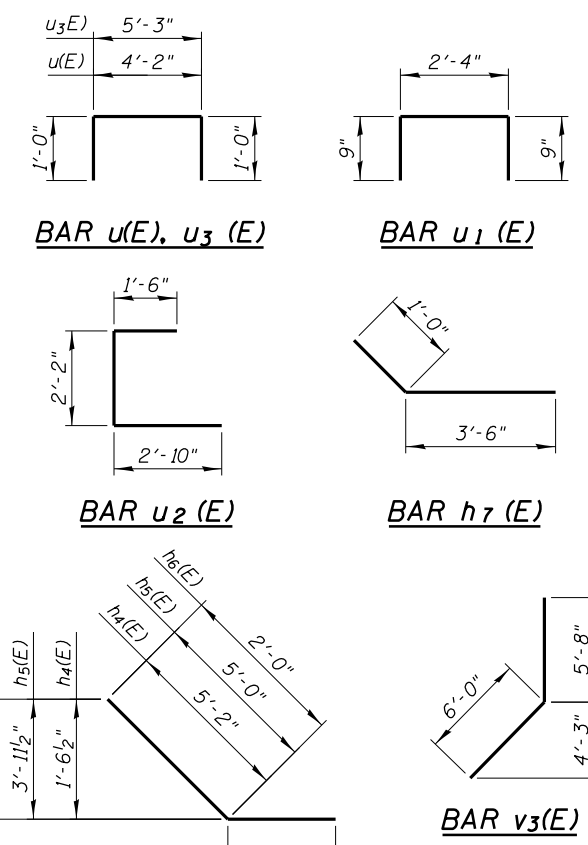 u3E) 5'-3"
u(E) 4'-2"
1'-0" 1'-0"
BAR u(E), u3 (E)
2'-4"
9" 9"
BAR u1 (E)
1'-6"
2'-2"
2'-10"
BAR u2 (E)
1'-0"
3'-6"
BAR h7 (E)
h6(E) 2'-0"
h5(E) 5'-0"
h4(E) 5'-2"
h5(E) h4(E)
3'-11½" 1'-6½"
5'-8"
6'-0"
4'-3"
BAR v3(E)